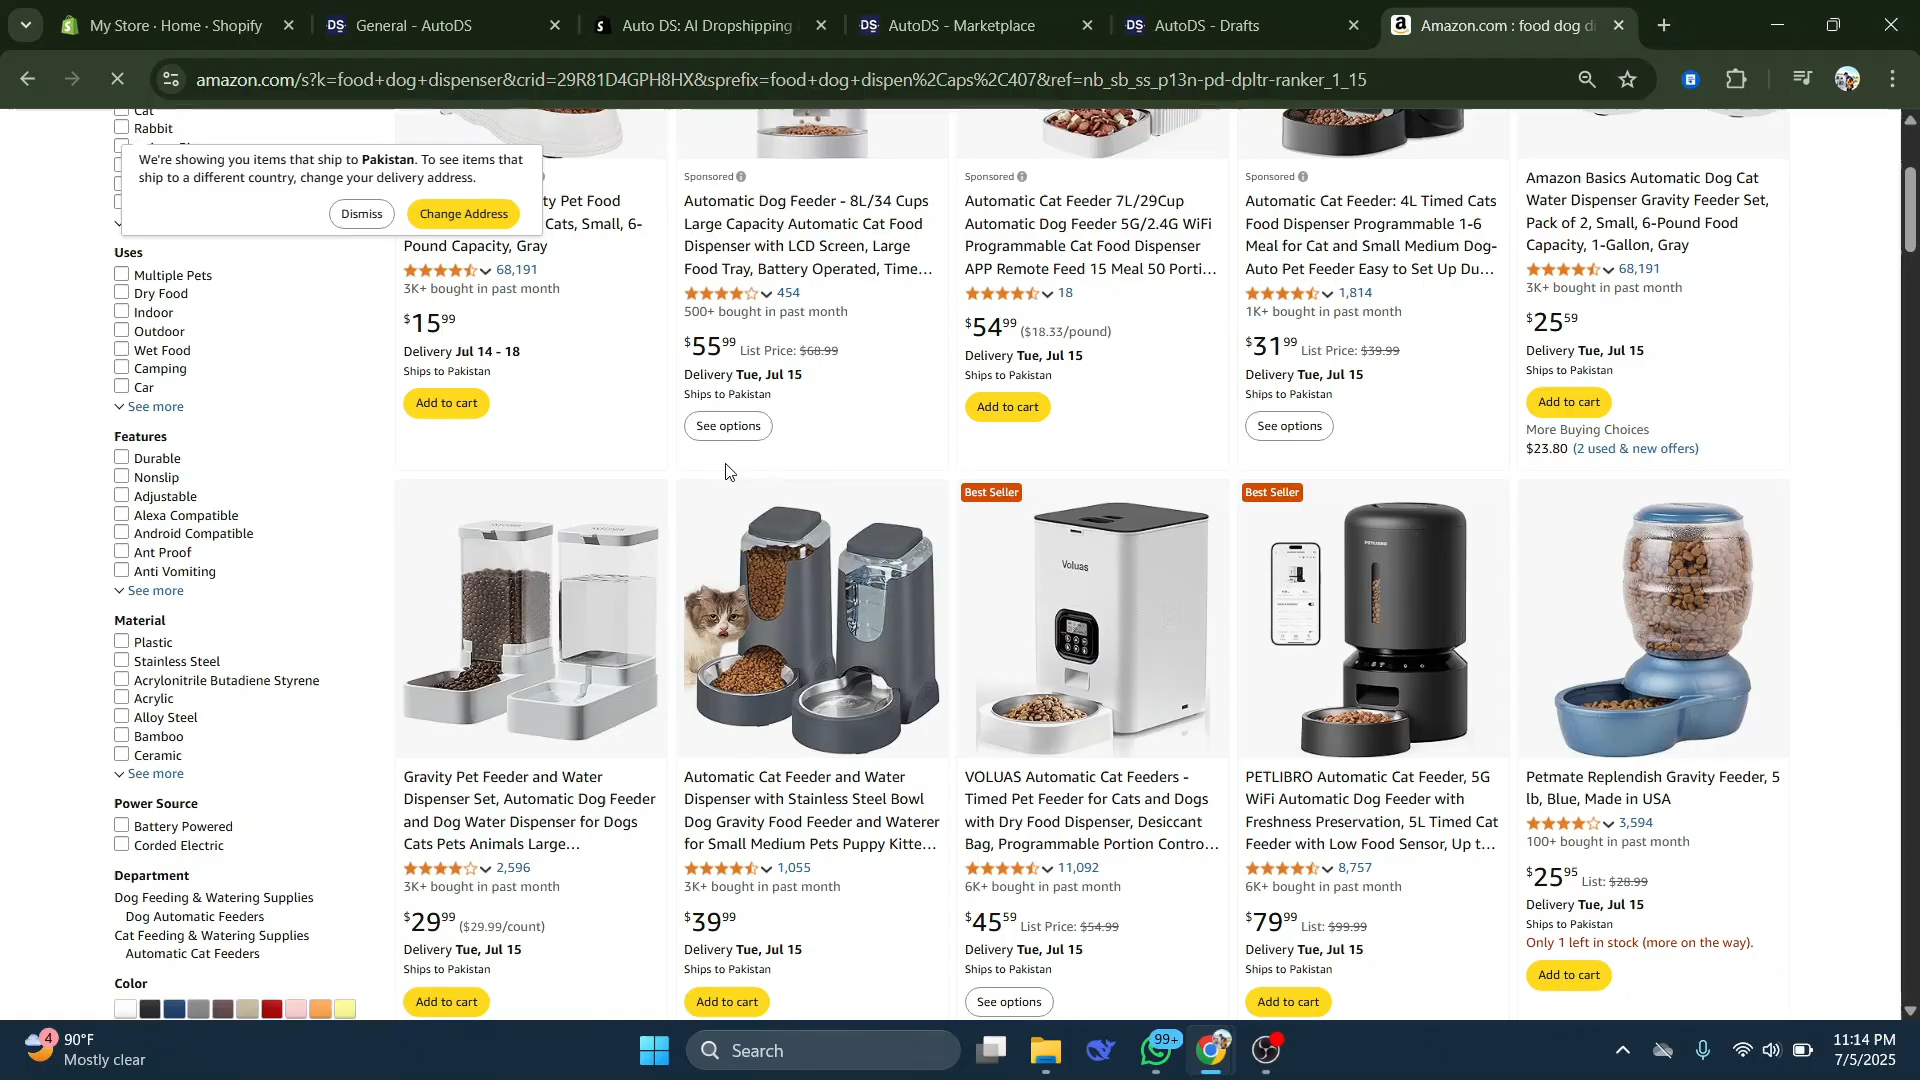 My Store · Home · Shopify
General - AutoDS
Auto DS: AI Dropshipping
AutoDS - Marketplace
AutoDS - Drafts
Amazon.com : food dog di
amazon.com/s?k=food+dog+dispenser&crid=29R81D4GPH8HX&sprefix=food+dog+dispen%2Caps%2C407&ref=nb_sb_ss_p13n-pd-dpltr-ranker_1_15
Cat
Rabbit
We're showing you items that ship to Pakistan. To see items that
ship to a different country, change your delivery address.
Dismiss
Change Address
Uses
Multiple Pets
Dry Food
Indoor
Outdoor
Wet Food
Camping
Car
See more
Features
Durable
Nonslip
Adjustable
Alexa Compatible
Android Compatible
Ant Proof
Anti Vomiting
See more
Material
Plastic
Stainless Steel
Acrylonitrile Butadiene Styrene
Acrylic
Alloy Steel
Bamboo
Ceramic
See more
Power Source
Battery Powered
Corded Electric
Department
Dog Feeding & Watering Supplies
Dog Automatic Feeders
Cat Feeding & Watering Supplies
Automatic Cat Feeders
Color
ty Pet Food
Cats, Small, 6-
Pound Capacity, Gray
68,191
3K+ bought in past month
$1599
Delivery Jul 14 - 18
Ships to Pakistan
Add to cart
Sponsored
Automatic Dog Feeder - 8L/34 Cups
Large Capacity Automatic Cat Food
Dispenser with LCD Screen, Large
Food Tray, Battery Operated, Time...
454
500+ bought in past month
$5599 List Price: $68.99
Delivery Tue, Jul 15
Ships to Pakistan
See options
Sponsored
Automatic Cat Feeder 7L/29Cup
Automatic Dog Feeder 5G/2.4G WiFi
Programmable Cat Food Dispenser
APP Remote Feed 15 Meal 50 Porti...
18
$5499 ($18.33/pound)
Delivery Tue, Jul 15
Ships to Pakistan
Add to cart
Sponsored
Automatic Cat Feeder: 4L Timed Cats
Food Dispenser Programmable 1-6
Meal for Cat and Small Medium Dog-
Auto Pet Feeder Easy to Set Up Du...
1,814
1K+ bought in past month
$3199 List Price: $39.99
Delivery Tue, Jul 15
Ships to Pakistan
See options
Amazon Basics Automatic Dog Cat
Water Dispenser Gravity Feeder Set,
Pack of 2, Small, 6-Pound Food
Capacity, 1-Gallon, Gray
68,191
3K+ bought in past month
$2559
Delivery Tue, Jul 15
Ships to Pakistan
Add to cart
More Buying Choices
$23.80 (2 used & new offers)
Gravity Pet Feeder and Water
Dispenser Set, Automatic Dog Feeder
and Dog Water Dispenser for Dogs
Cats Pets Animals Large...
2,596
3K+ bought in past month
$2999 ($29.99/count)
Delivery Tue, Jul 15
Ships to Pakistan
Add to cart
Automatic Cat Feeder and Water
Dispenser with Stainless Steel Bowl
Dog Gravity Food Feeder and Waterer
for Small Medium Pets Puppy Kitte...
1,055
3K+ bought in past month
$3999
Delivery Tue, Jul 15
Ships to Pakistan
Add to cart
Best Seller
Voluas
VOLUAS Automatic Cat Feeders -
Timed Pet Feeder for Cats and Dogs
with Dry Food Dispenser, Desiccant
Bag, Programmable Portion Contro...
11,092
6K+ bought in past month
$4559 List Price: $54.99
Delivery Tue, Jul 15
Ships to Pakistan
See options
Best Seller
PETLIBRO
PETLIBRO Automatic Cat Feeder, 5G
WiFi Automatic Dog Feeder with
Freshness Preservation, 5L Timed Cat
Feeder with Low Food Sensor, Up t...
8,757
6K+ bought in past month
$7999 List: $99.99
Delivery Tue, Jul 15
Ships to Pakistan
Add to cart
Petmate Replendish Gravity Feeder, 5
lb, Blue, Made in USA
3,594
100+ bought in past month
$2595 List: $28.99
Delivery Tue, Jul 15
Ships to Pakistan
Only 1 left in stock (more on the way).
Add to cart
4
90°F
Mostly clear
Search
99+
11:14 PM
7/5/2025